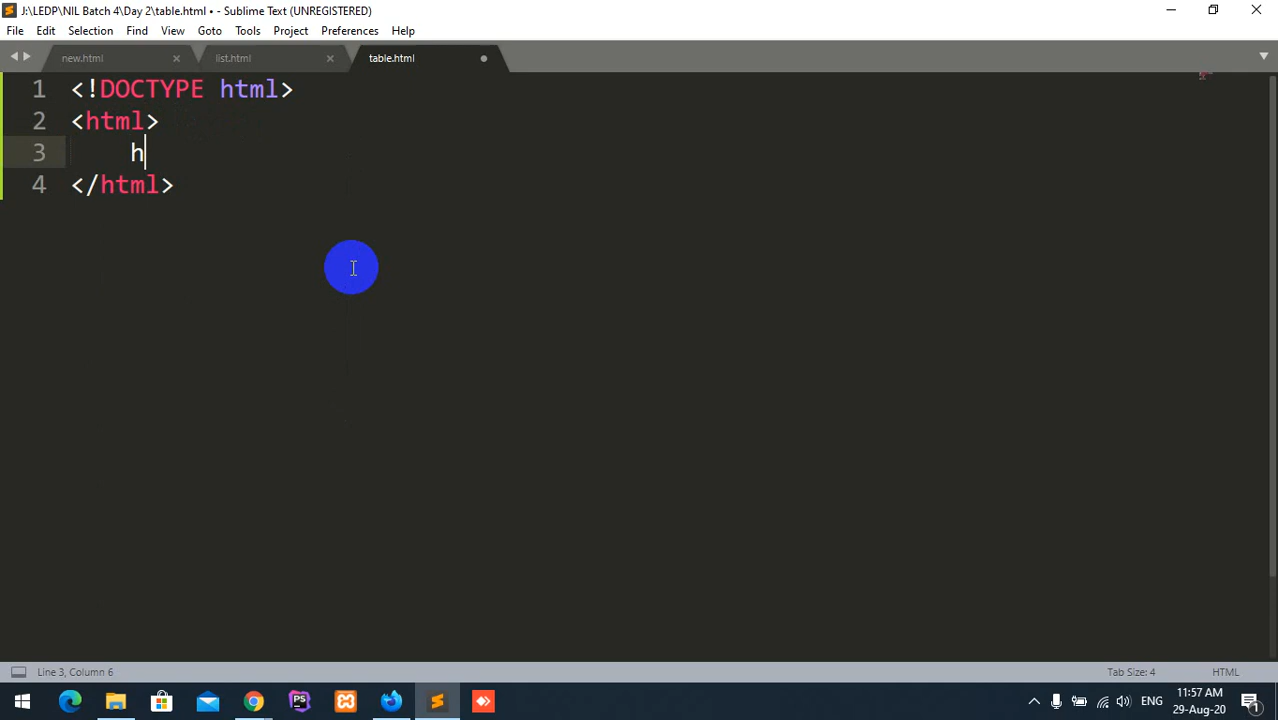 J:\LEDP\NIL Batch 4\Day 2\table.html • - Sublime Text (UNREGISTERED)
File Edit Selection Find View Goto Tools Project Preferences Help
new.html list.html table.html
1 <!DOCTYPE html>
2 <html>
3 h
4 </html>
Line 3, Column 6 Tab Size: 4 HTML
PS
ENG 11:57 AM
29-Aug-20 1